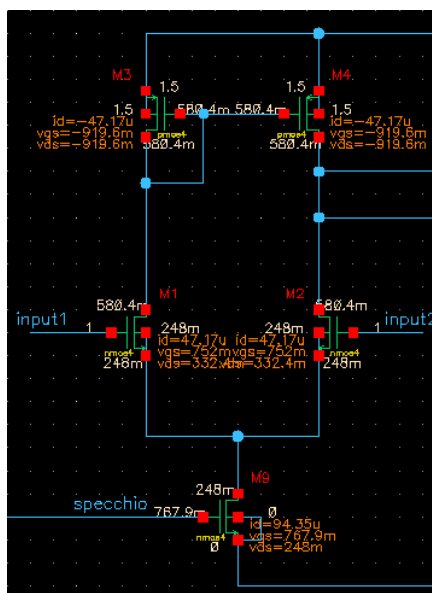 M3
M4
1.5
1.5
1.5
580.4m
580.4m
1.5
id=-47.17u
vgs=-919.6m
vds=-919.6m
pmos4
580.4m
pmos4
580.4m
id=-47.17u
vgs=-919.6m
vds=-919.6m
580.4m
M1
M2
580.4m
input1
1
248m
248m
1
input2
nmos4
248m
id=47.17u
vgs=752m
vds=332.4m
id=47.17u
vgs=752m
vds=332.4m
nmos4
248m
248m
M9
specchio
767.9m
0
nmos4
0
id=94.35u
vgs=767.9m
vds=248m